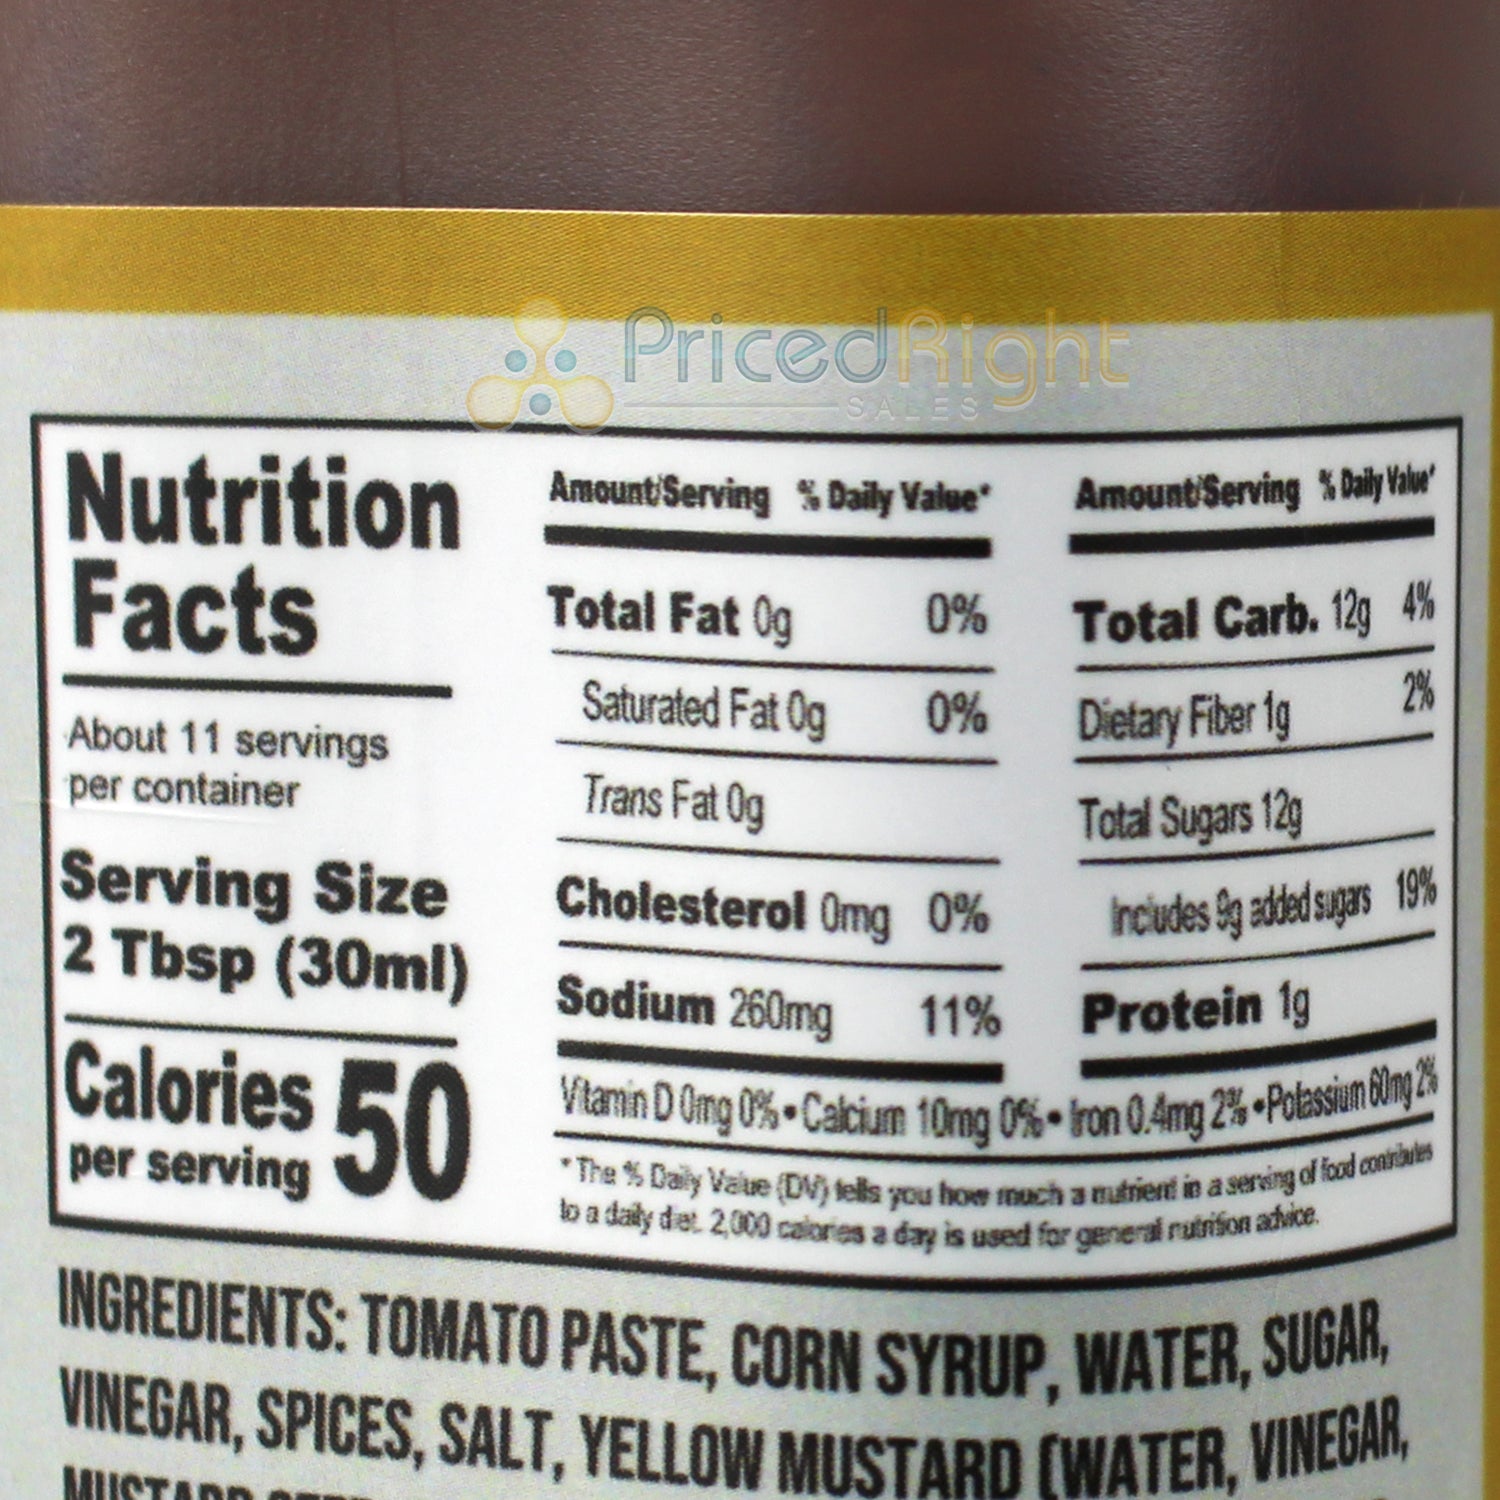 PricedRight
SALES
Nutrition
Facts
About 11 servings
per container
Serving Size
2 Tbsp (30ml)
Calories 50
per serving
Amount/Serving % Daily Value*
Total Fat 0g 0%
Saturated Fat 0g 0%
Trans Fat 0g
Cholesterol 0mg 0%
Sodium 260mg 11%
Amount/Serving % Daily Value*
Total Carb. 12g 4%
Dietary Fiber 1g 2%
Total Sugars 12g
Includes 9g added sugars 19%
Protein 1g
Vitamin D 0mg 0% • Calcium 10mg 0% • Iron 0.4mg 2% • Potassium 60mg 2%
* The % Daily Value (DV) tells you how much a nutrient in a serving of food contributes
to a daily diet. 2,000 calories a day is used for general nutrition advice.
INGREDIENTS: TOMATO PASTE, CORN SYRUP, WATER, SUGAR,
VINEGAR, SPICES, SALT, YELLOW MUSTARD (WATER, VINEGAR,
MUSTARD